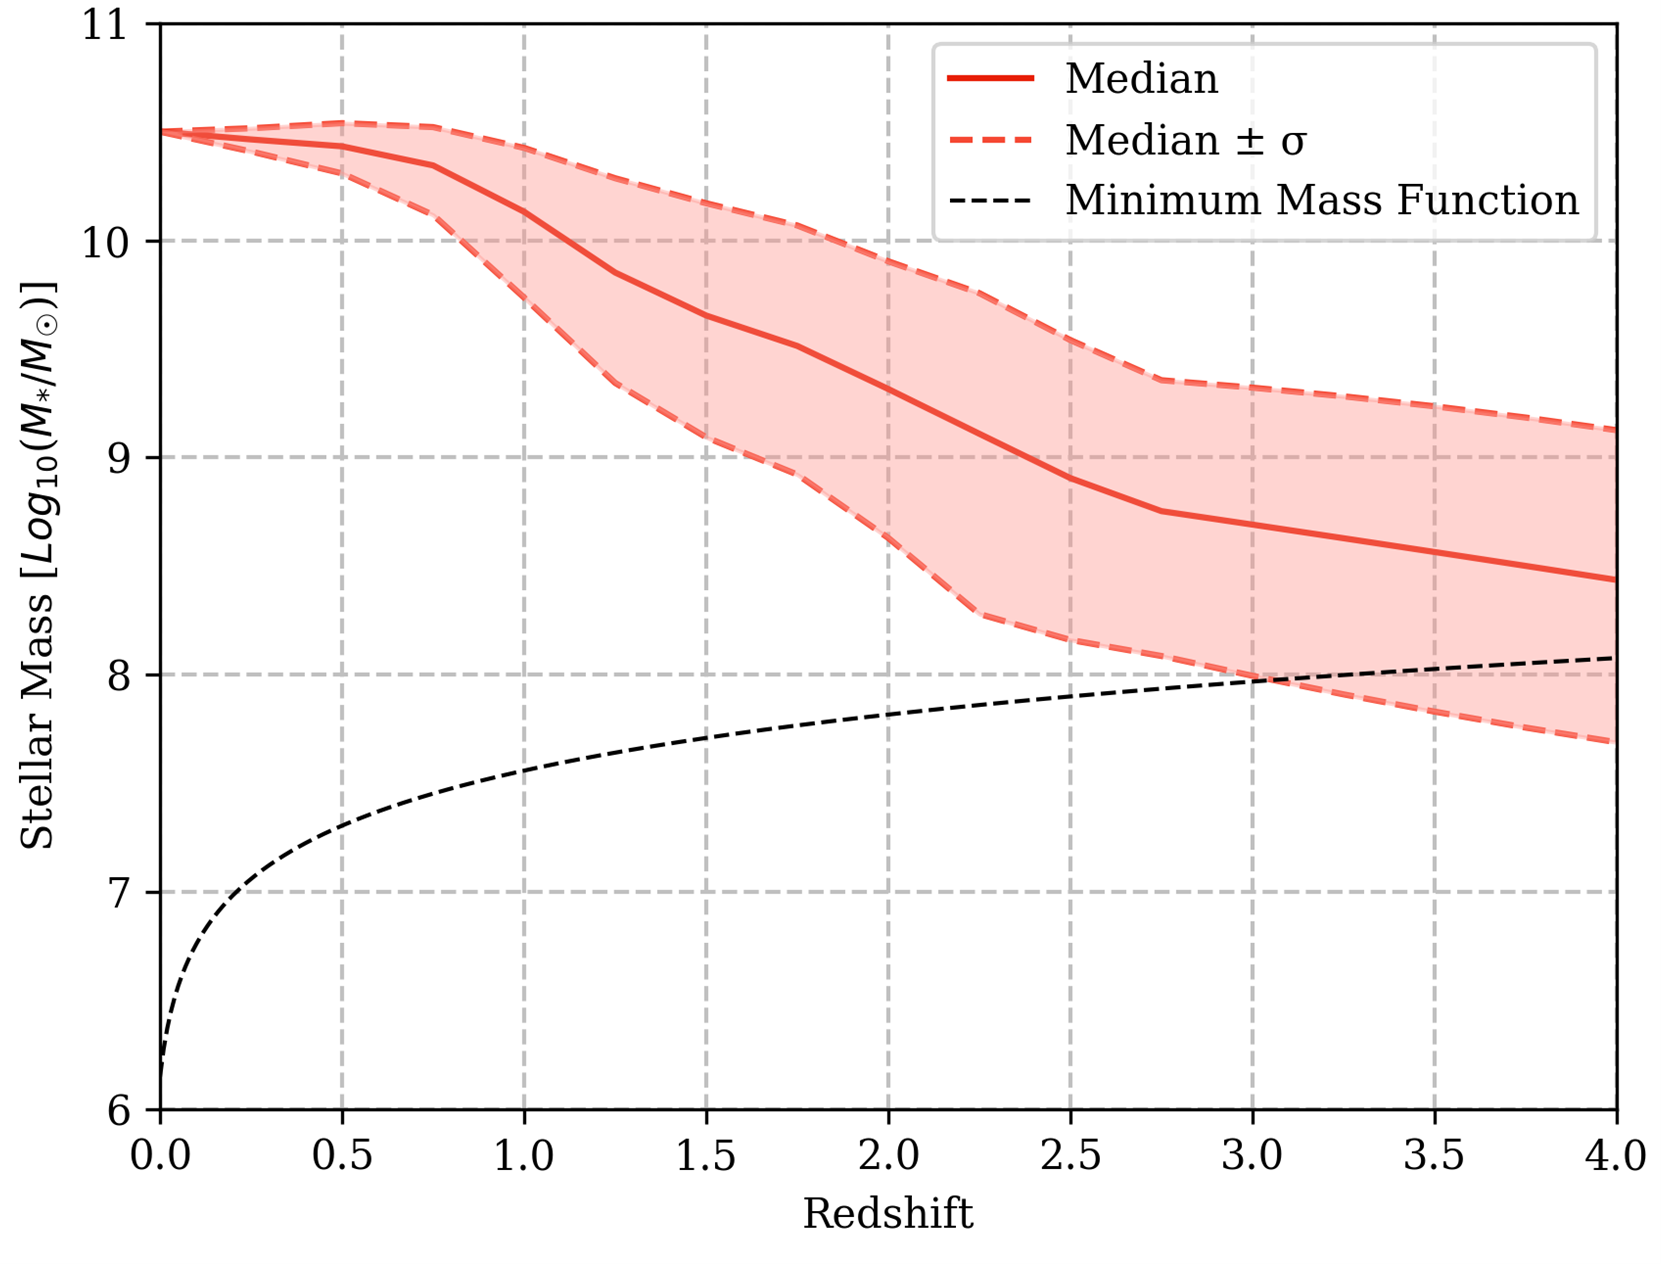 11
10
9
8
7
6
Stellar Mass [Log₁₀(M*/M⊙)]
Median
Median ± σ
Minimum Mass Function
0.0 0.5 1.0 1.5 2.0 2.5 3.0 3.5 4.0
Redshift